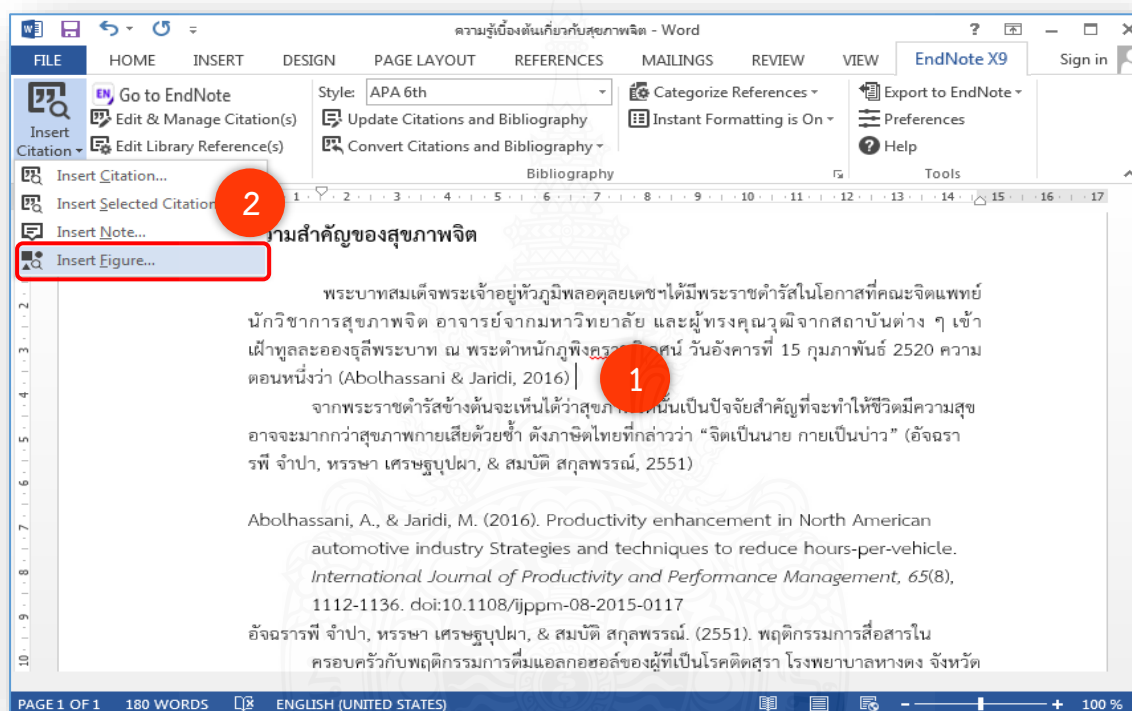 ความรู้เบื้องต้นเกี่ยวกับสุขภาพจิต - Word
FILE HOME INSERT DESIGN PAGE LAYOUT REFERENCES MAILINGS REVIEW VIEW EndNote X9 Sign in
Insert Citation
Go to EndNote
Edit & Manage Citation(s)
Edit Library Reference(s)
Style: APA 6th
Update Citations and Bibliography
Convert Citations and Bibliography
Bibliography
Categorize References
Instant Formatting is On
Export to EndNote
Preferences
Help
Tools
Insert Citation...
Insert Selected Citation
Insert Note...
Insert Figure...
2
1 2 3 4 5 6 7 8 9 10 11 12 13 14 15 16 17
วามสำคัญของสุขภาพจิต
พระบาทสมเด็จพระเจ้าอยู่หัวภูมิพลอดุลยเดชฯได้มีพระราชดำรัสในโอกาสที่คณะจิตแพทย์
นักวิชาการสุขภาพจิต อาจารย์จากมหาวิทยาลัย และผู้ทรงคุณวุฒิจากสถาบันต่าง ๆ เข้า
เฝ้าทูลละอองธุลีพระบาท ณ พระตำหนักภูพิงค วันอังคารที่ 15 กุมภาพันธ์ 2520 ความ
ตอนหนึ่งว่า (Abolhassani & Jaridi, 2016)
1
จากพระราชดำรัสข้างต้นจะเห็นได้ว่าสุขภา นั้นเป็นปัจจัยสำคัญที่จะทำให้ชีวิตมีความสุข
อาจจะมากกว่าสุขภาพกายเสียด้วยซ้ำ ดังภาษิตไทยที่กล่าวว่า “จิตเป็นนาย กายเป็นบ่าว” (อัจฉรา
รพี จำปา, หรรษา เศรษฐบุปผา, & สมบัติ สกุลพรรณ์, 2551)
Abolhassani, A., & Jaridi, M. (2016). Productivity enhancement in North American
automotive industry Strategies and techniques to reduce hours-per-vehicle.
International Journal of Productivity and Performance Management, 65(8),
1112-1136. doi:10.1108/ijppm-08-2015-0117
อัจฉรารพี จำปา, หรรษา เศรษฐบุปผา, & สมบัติ สกุลพรรณ์. (2551). พฤติกรรมการสื่อสารใน
ครอบครัวกับพฤติกรรมการดื่มแอลกอฮอล์ของผู้ที่เป็นโรคติดสุรา โรงพยาบาลหางดง จังหวัด
2
3
4
5
6
7
8
9
10
PAGE 1 OF 1 180 WORDS ENGLISH (UNITED STATES) 100 %